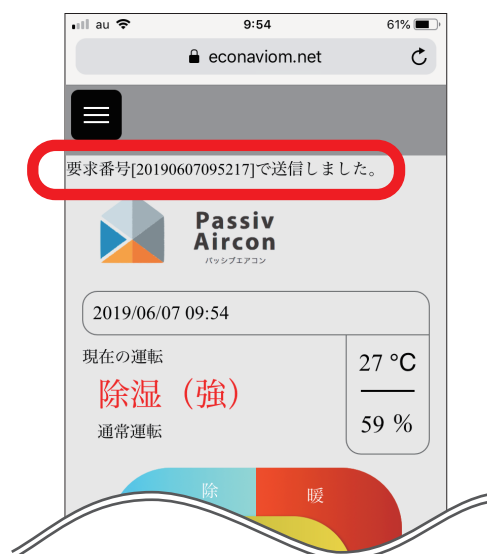 au 9:54 61%
econaviom.net
要求番号[20190607095217]で送信しました。
Passiv
Aircon
パッシブエアコン
2019/06/07 09:54
現在の運転
27 ℃
除湿（強）
59 %
通常運転
除 暖